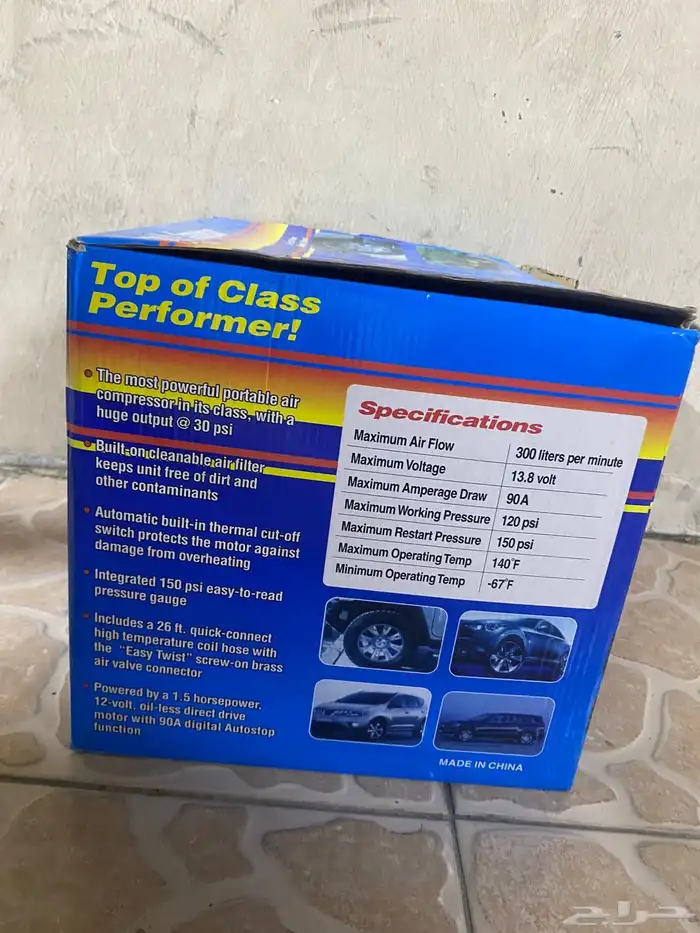 Top of Class
Performer!
• The most powerful portable air
compressor in its class, with a
huge output @ 30 psi
• Built-on cleanable air filter
keeps unit free of dirt and
other contaminants
• Automatic built-in thermal cut-off
switch protects the motor against
damage from overheating
• Integrated 150 psi easy-to-read
pressure gauge
• Includes a 26 ft. quick-connect
high temperature coil hose with
the "Easy Twist" screw-on brass
air valve connector
• Powered by a 1.5 horsepower,
12-volt, oil-less direct drive
motor with 90A digital Autostop
function
Specifications
Maximum Air Flow 300 liters per minute
Maximum Voltage 13.8 volt
Maximum Amperage Draw 90A
Maximum Working Pressure 120 psi
Maximum Restart Pressure 150 psi
Maximum Operating Temp 140°F
Minimum Operating Temp -67°F
MADE IN CHINA
حراج